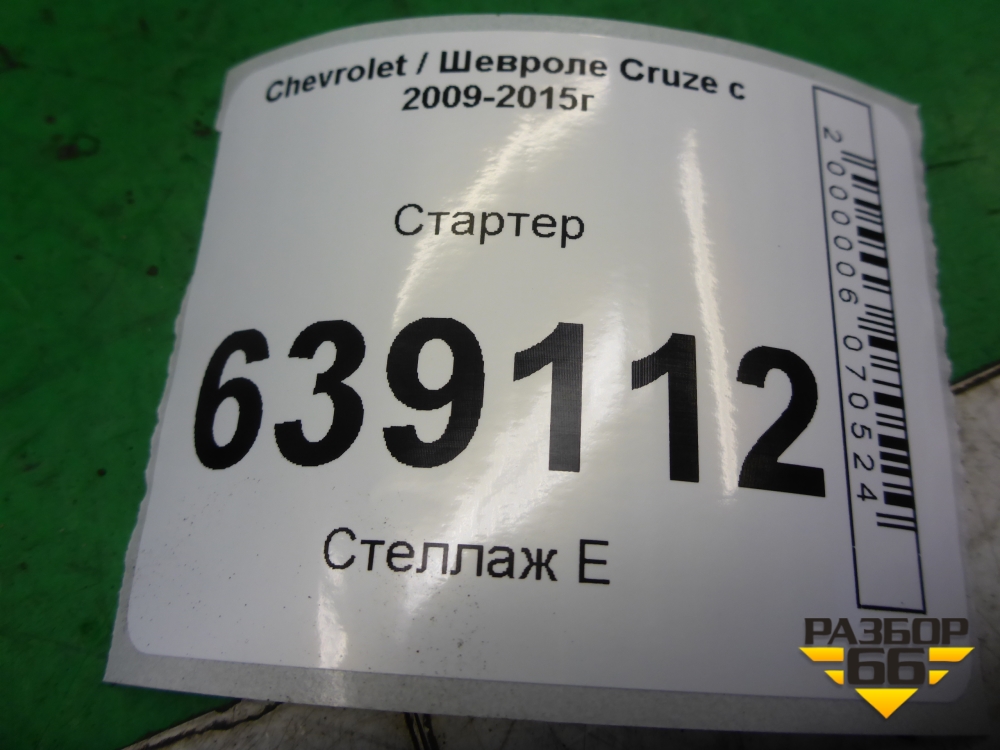 Chevrolet / Шевроле Cruze с
2009-2015г
Стартер
639112
Стеллаж Е
2000006070524
РАЗБОР
66